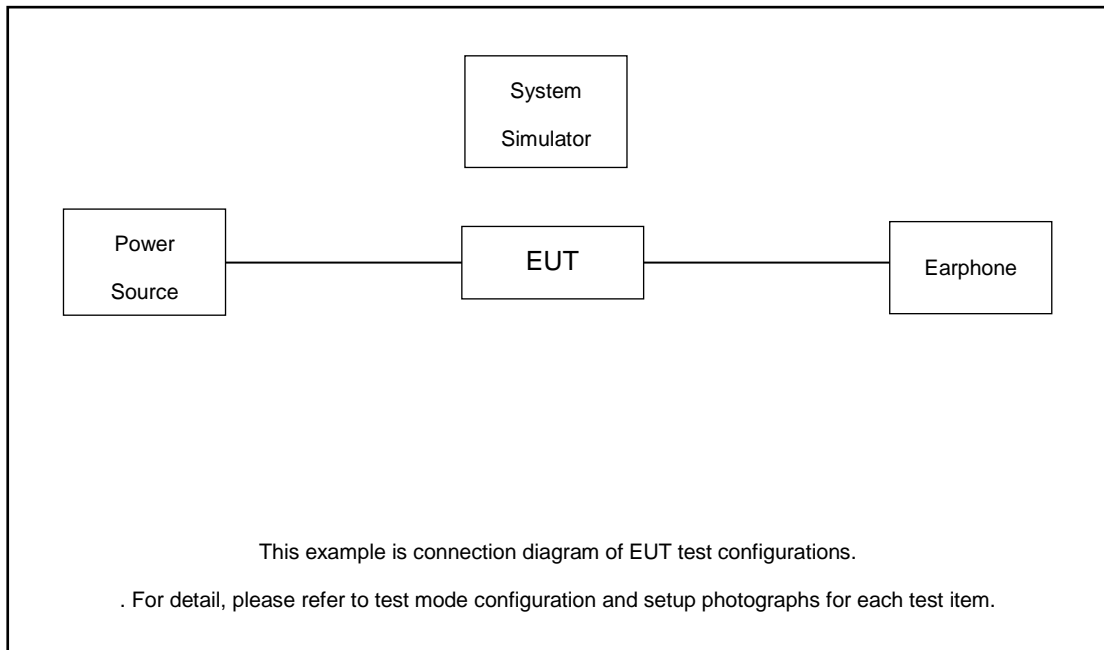 System
Simulator
Power
Source
EUT
Earphone
This example is connection diagram of EUT test configurations.
. For detail, please refer to test mode configuration and setup photographs for each test item.